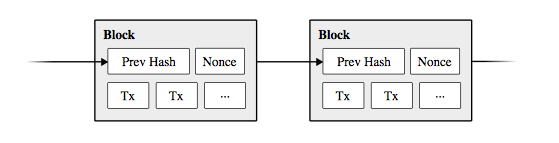 Block
Prev Hash Nonce
Tx Tx ...
Block
Prev Hash Nonce
Tx Tx ...